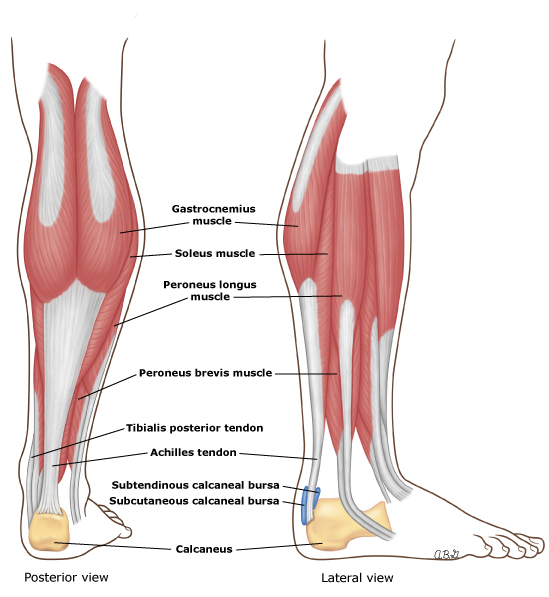 Gastrocnemius
muscle
Soleus muscle
Peroneus longus
muscle
Peroneus brevis muscle
Tibialis posterior tendon
Achilles tendon
Subtendinous calcaneal bursa
Subcutaneous calcaneal bursa
Calcaneus
Posterior view
Lateral view